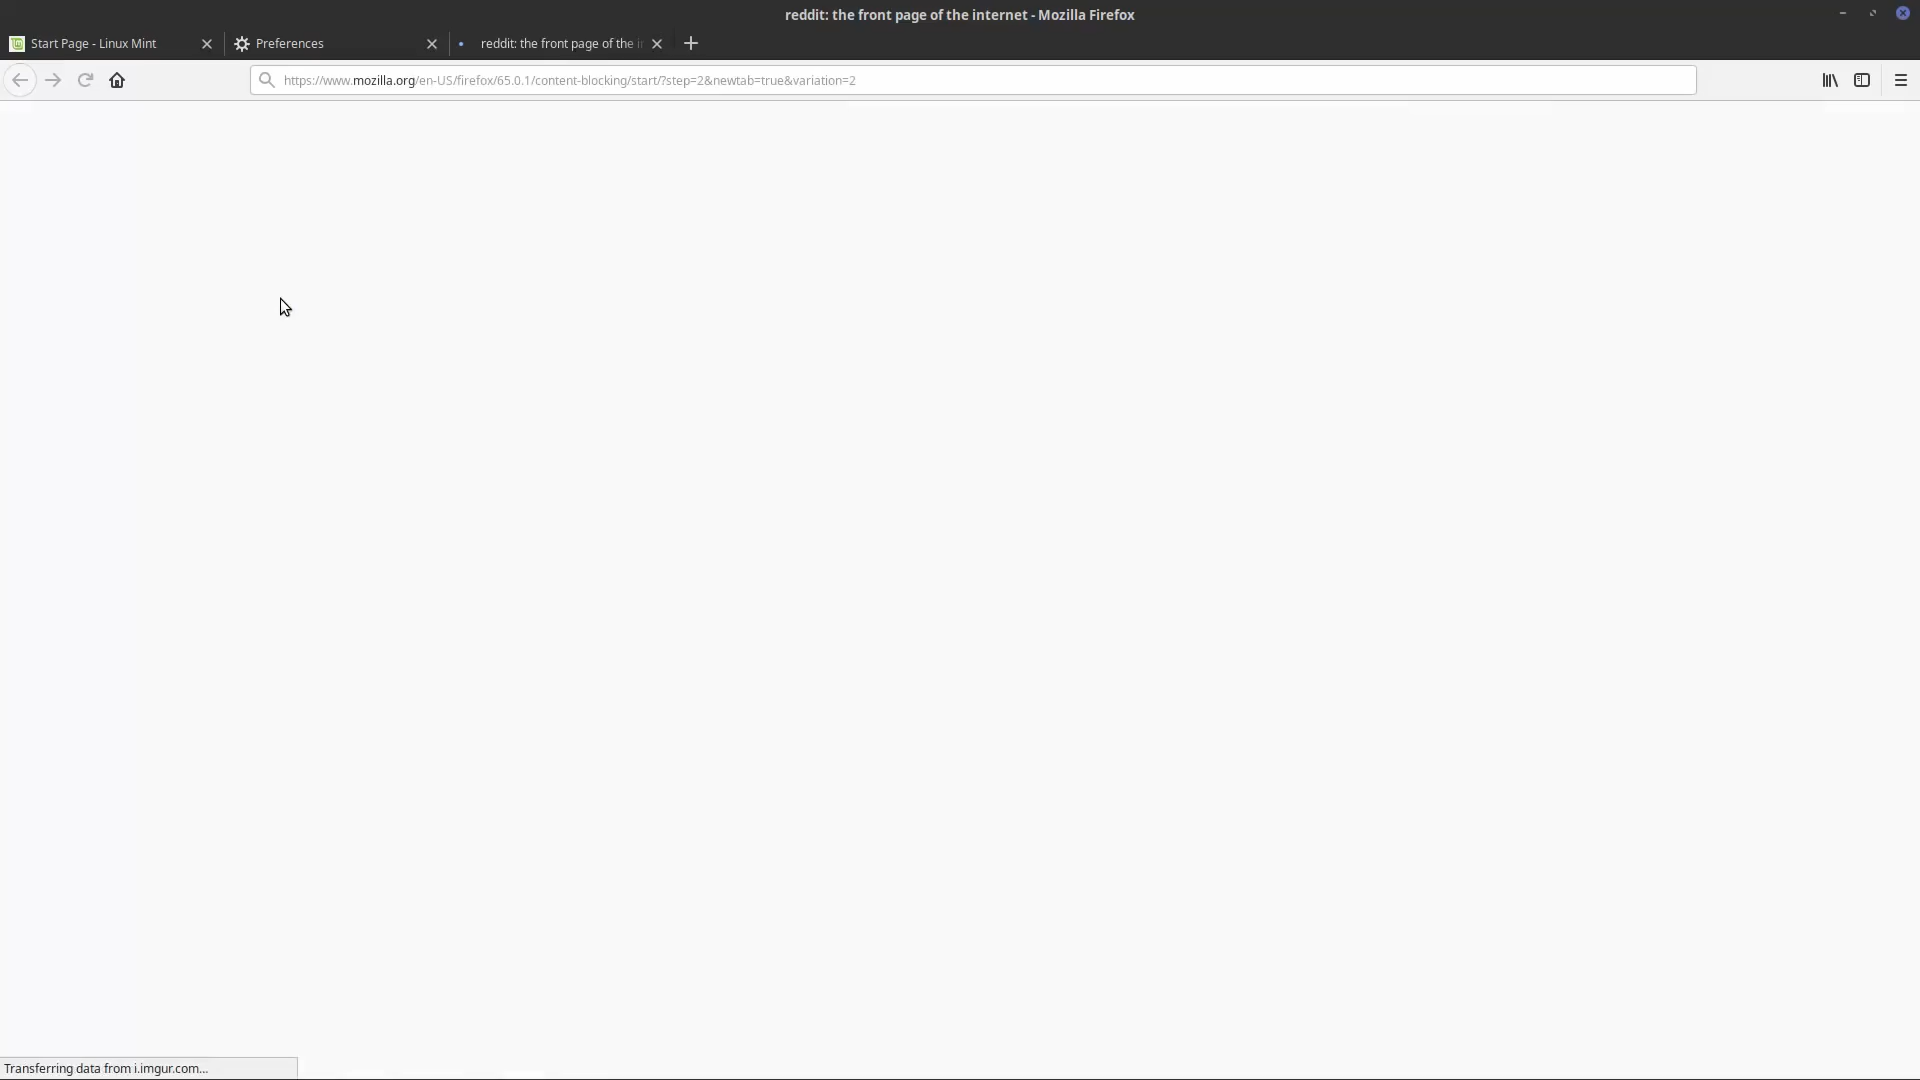 reddit: the front page of the internet - Mozilla Firefox
Start Page - Linux Mint
Preferences
reddit: the front page of the i
https://www.mozilla.org/en-US/firefox/65.0.1/content-blocking/start/?step=2&newtab=true&variation=2
Transferring data from i.imgur.com...